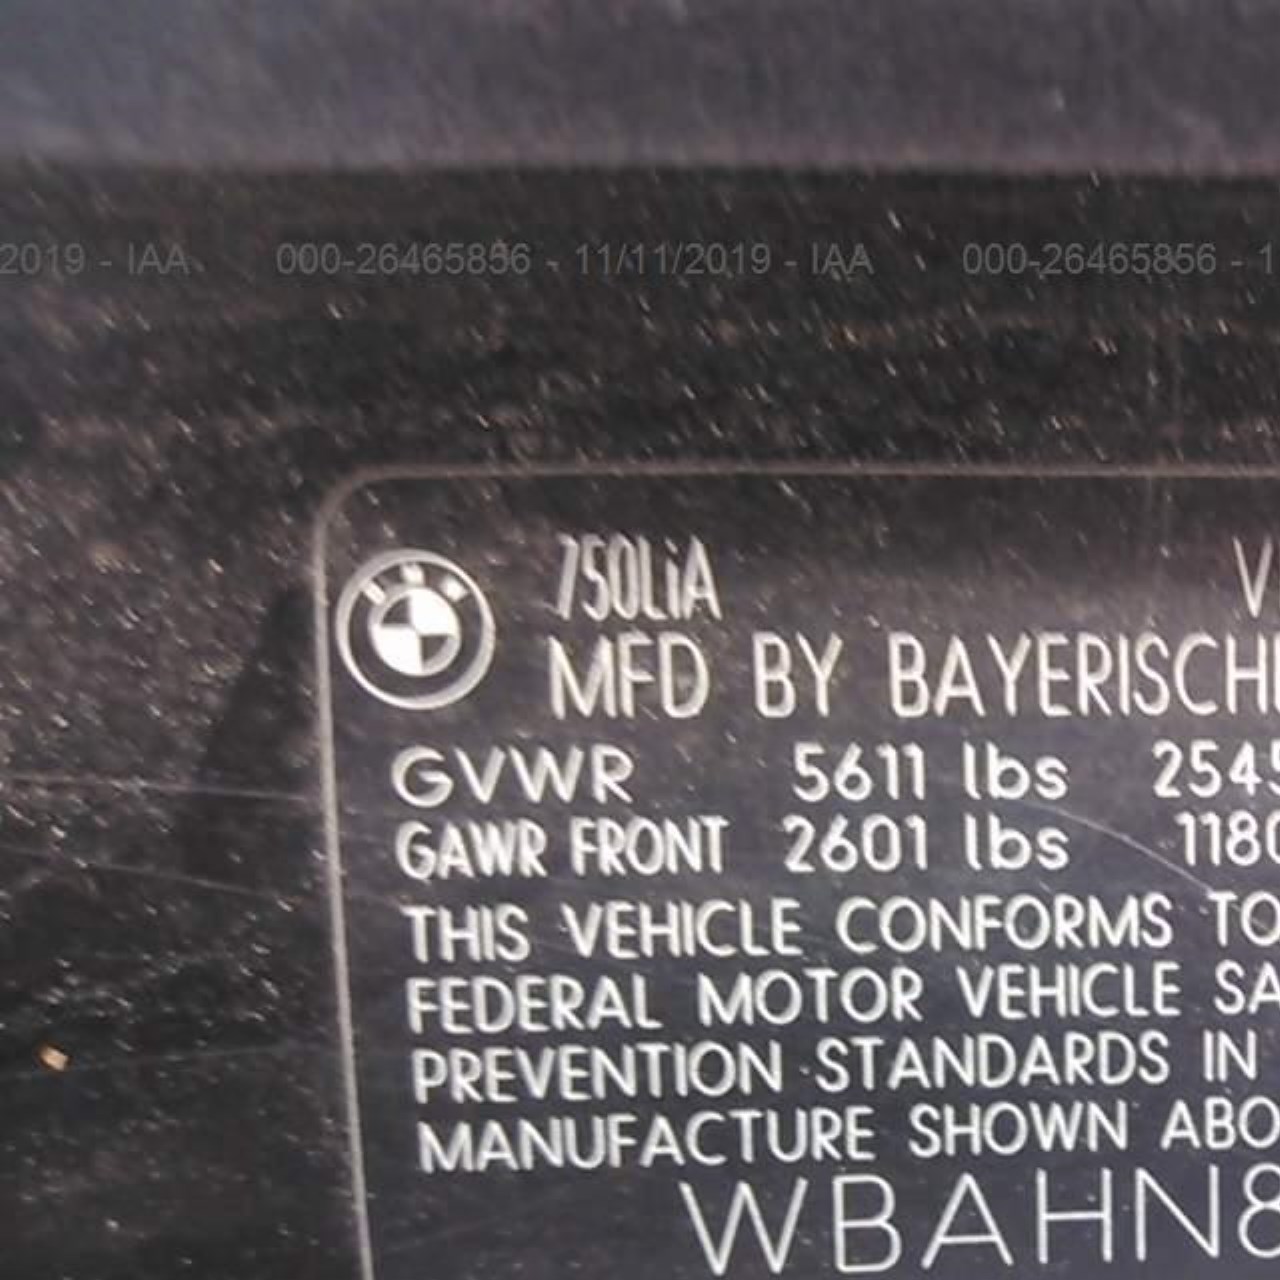 2019 - IAA 000-26465856 - 11/11/2019 - IAA 000-26465856 - 1
750LiA V
MFD BY BAYERISCH
GVWR 5611 lbs 2545
GAWR FRONT 2601 lbs 1180
THIS VEHICLE CONFORMS TO
FEDERAL MOTOR VEHICLE SA
PREVENTION STANDARDS IN
MANUFACTURE SHOWN ABO
WBAHN8